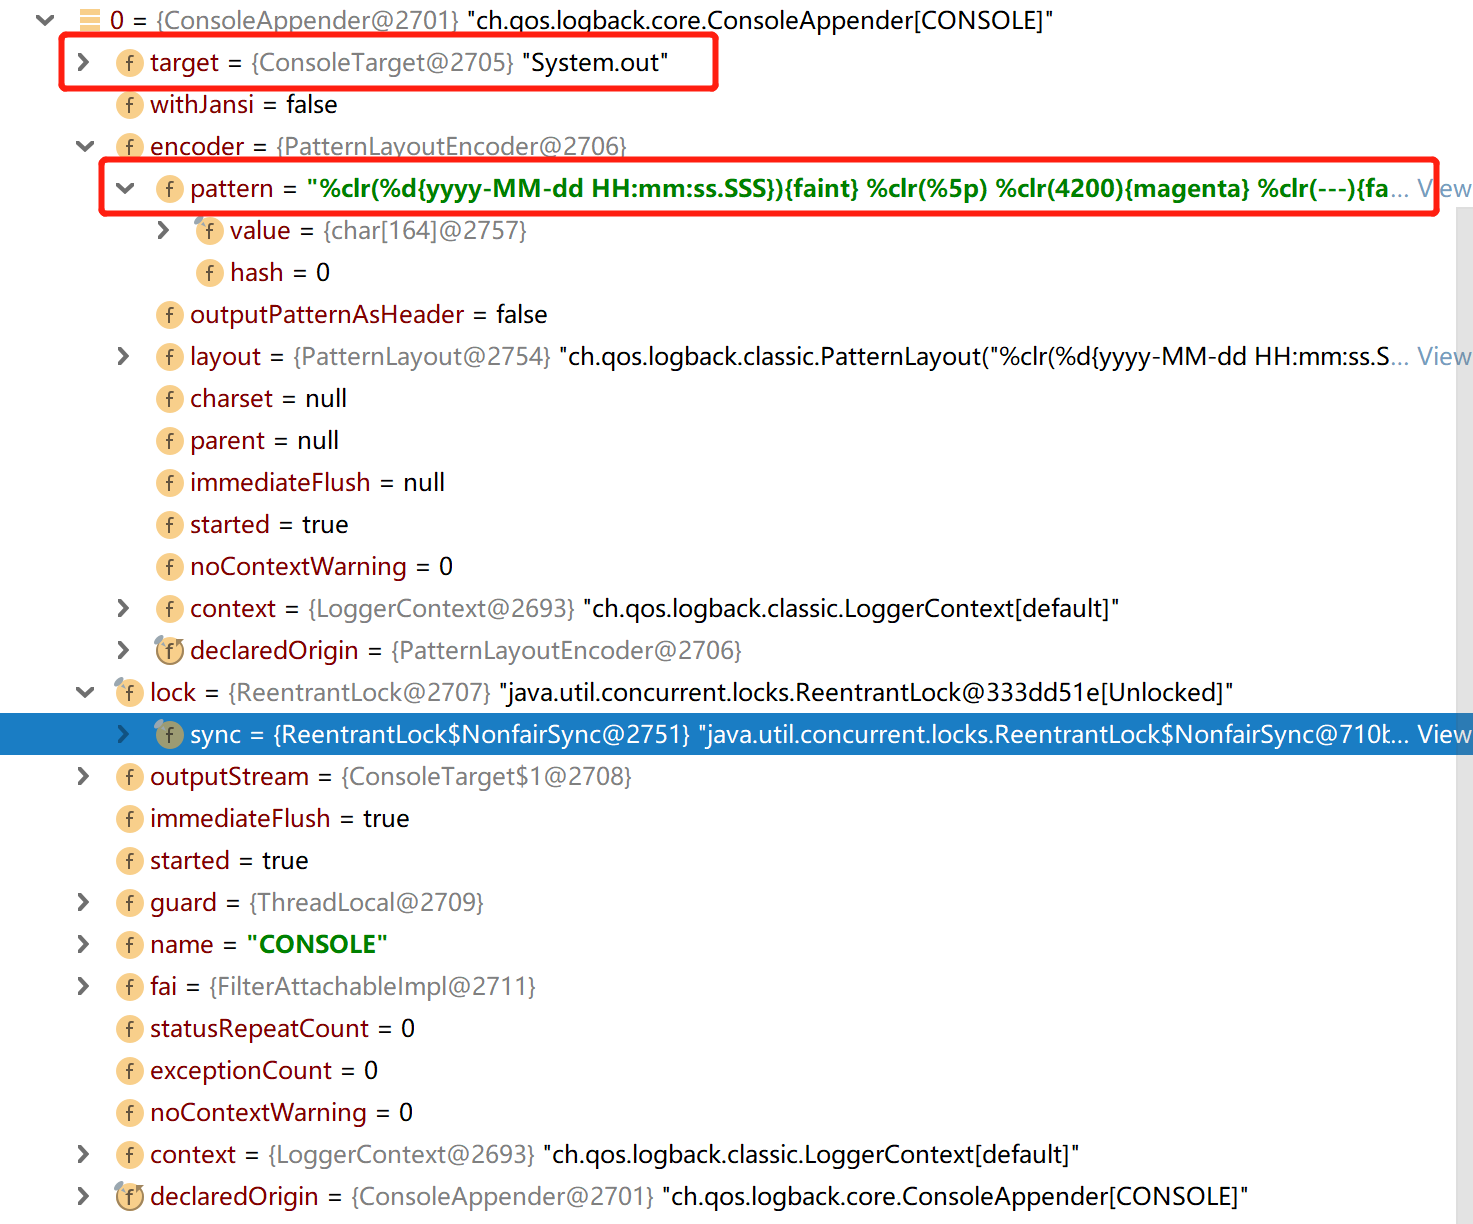 0 = {ConsoleAppender@2701} "ch.qos.logback.core.ConsoleAppender[CONSOLE]"
f target = {ConsoleTarget@2705} "System.out"
f withJansi = false
f encoder = {PatternLayoutEncoder@2706}
f pattern = "%clr(%d{yyyy-MM-dd HH:mm:ss.SSS}){faint} %clr(%5p) %clr(4200){magenta} %clr(---){fa... View
f value = {char[164]@2757}
f hash = 0
f outputPatternAsHeader = false
f layout = {PatternLayout@2754} "ch.qos.logback.classic.PatternLayout("%clr(%d{yyyy-MM-dd HH:mm:ss.S... View
f charset = null
f parent = null
f immediateFlush = null
f started = true
f noContextWarning = 0
f context = {LoggerContext@2693} "ch.qos.logback.classic.LoggerContext[default]"
f declaredOrigin = {PatternLayoutEncoder@2706}
f lock = {ReentrantLock@2707} "java.util.concurrent.locks.ReentrantLock@333dd51e[Unlocked]"
f sync = {ReentrantLock$NonfairSync@2751} "java.util.concurrent.locks.ReentrantLock$NonfairSync@710b... View
f outputStream = {ConsoleTarget$1@2708}
f immediateFlush = true
f started = true
f guard = {ThreadLocal@2709}
f name = "CONSOLE"
f fai = {FilterAttachableImpl@2711}
f statusRepeatCount = 0
f exceptionCount = 0
f noContextWarning = 0
f context = {LoggerContext@2693} "ch.qos.logback.classic.LoggerContext[default]"
f declaredOrigin = {ConsoleAppender@2701} "ch.qos.logback.core.ConsoleAppender[CONSOLE]"